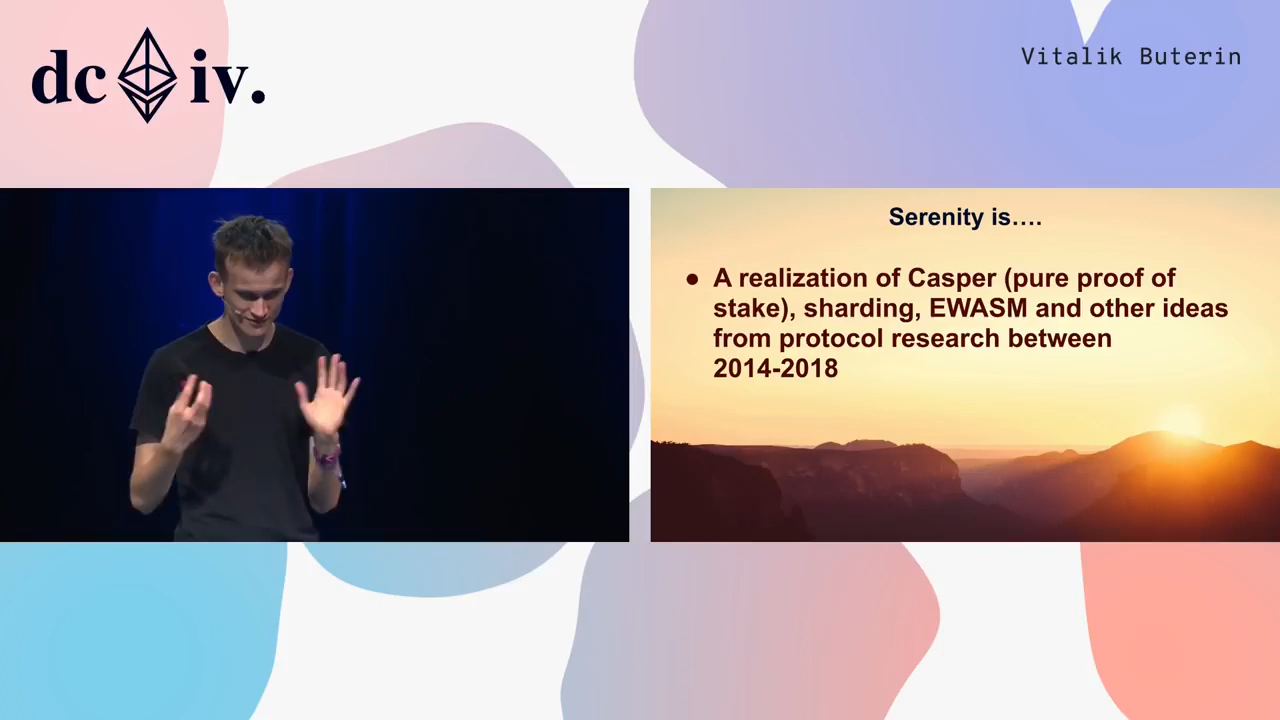 dc iv.
Vitalik Buterin
Serenity is….
● A realization of Casper (pure proof of
stake), sharding, EWASM and other ideas
from protocol research between
2014-2018